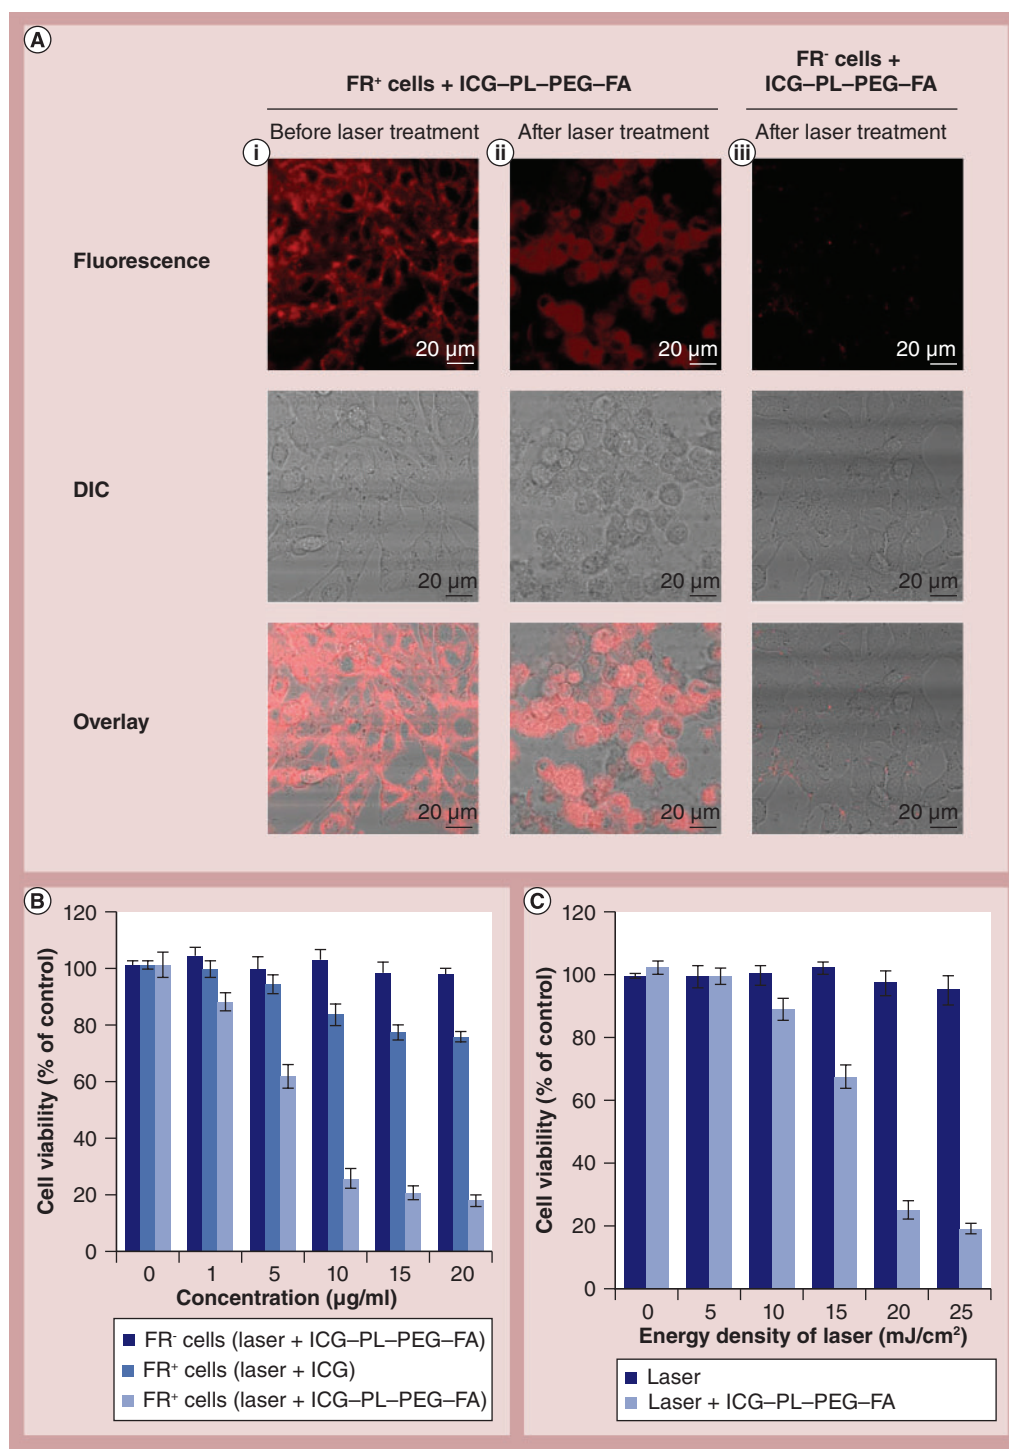 A
FR⁺ cells + ICG–PL–PEG–FA
FR⁻ cells +
ICG–PL–PEG–FA
Before laser treatment
After laser treatment
After laser treatment
i
ii
iii
Fluorescence
20 µm
20 µm
20 µm
DIC
20 µm
20 µm
20 µm
Overlay
20 µm
20 µm
20 µm
B
Cell viability (% of control)
120
100
80
60
40
20
0
0 1 5 10 15 20
Concentration (µg/ml)
FR⁻ cells (laser + ICG–PL–PEG–FA)
FR⁺ cells (laser + ICG)
FR⁺ cells (laser + ICG–PL–PEG–FA)
C
Cell viability (% of control)
120
100
80
60
40
20
0
0 5 10 15 20 25
Energy density of laser (mJ/cm²)
Laser
Laser + ICG–PL–PEG–FA